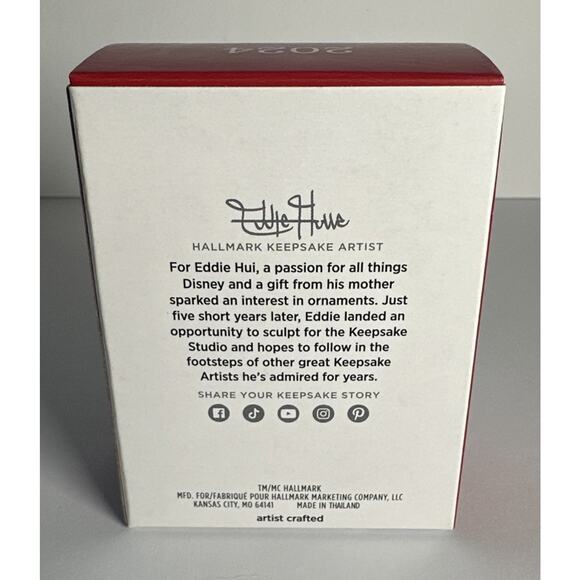 2024
Eddie Hui
HALLMARK KEEPSAKE ARTIST
For Eddie Hui, a passion for all things
Disney and a gift from his mother
sparked an interest in ornaments. Just
five short years later, Eddie landed an
opportunity to sculpt for the Keepsake
Studio and hopes to follow in the
footsteps of other great Keepsake
Artists he's admired for years.
SHARE YOUR KEEPSAKE STORY
TM/MC HALLMARK
MFD. FOR/FABRIQUÉ POUR HALLMARK MARKETING COMPANY, LLC
KANSAS CITY, MO 64141 MADE IN THAILAND
artist crafted